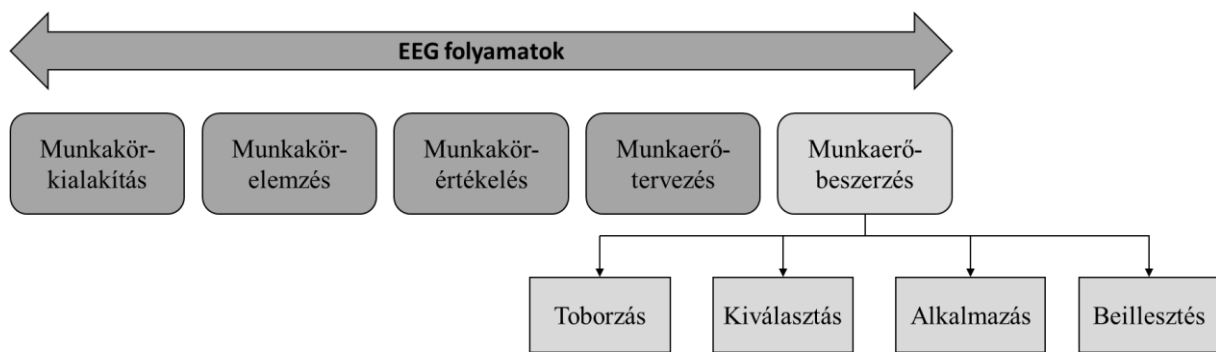 EEG folyamatok
Munkakör-
kialakítás
Munkakör-
elemzés
Munkakör-
értékelés
Munkaerő-
tervezés
Munkaerő-
beszerzés
Toborzás
Kiválasztás
Alkalmazás
Beillesztés